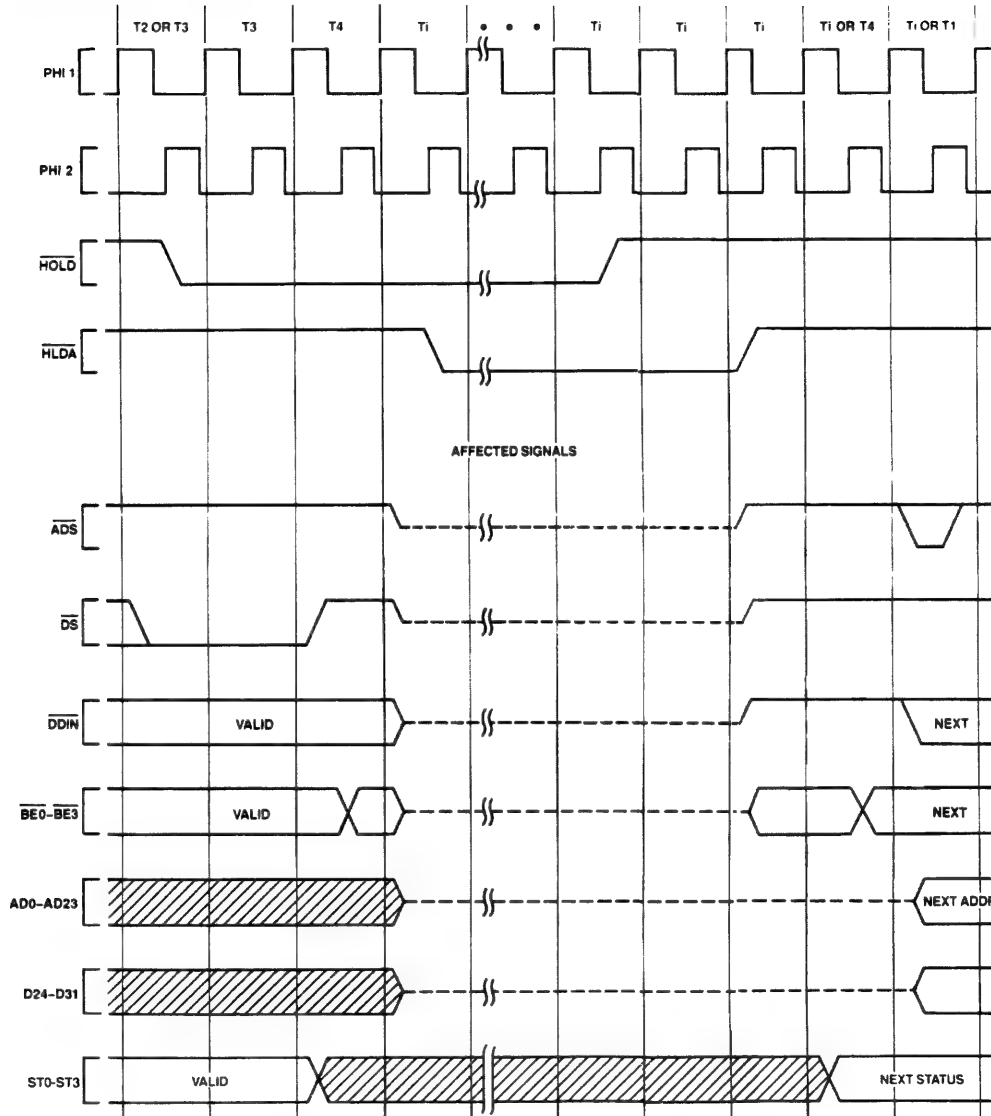 T2 OR T3 T3 T4 Ti • • • Ti Ti Ti Ti OR T4 Ti OR T1
PHI 1
PHI 2
HOLD
HLDA
AFFECTED SIGNALS
ADS
DS
DDIN VALID NEXT
BE0-BE3 VALID NEXT
AD0-AD23 NEXT ADDR
D24-D31
ST0-ST3 VALID NEXT STATUS